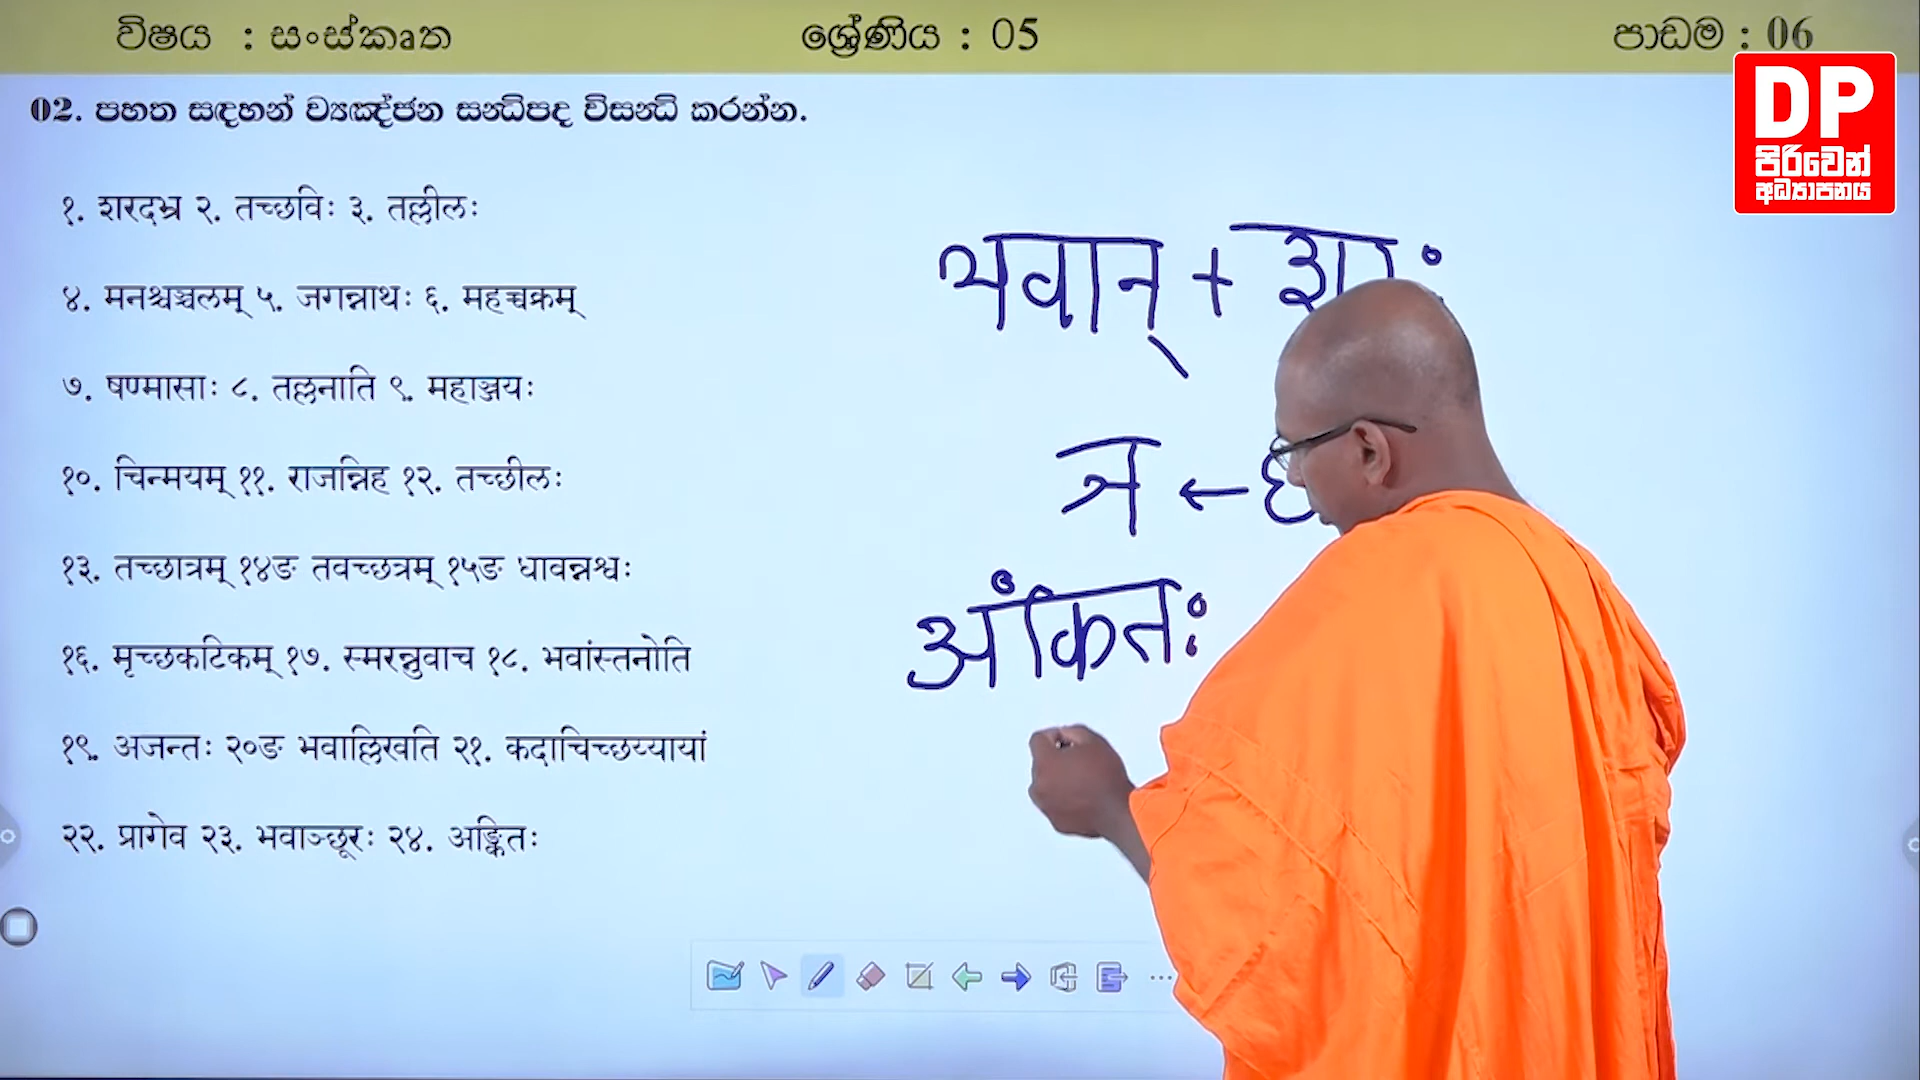 විෂය : සංස්කෘත ශ්‍රේණිය : 05 පාඩම : 06
DP
පිරිවෙන්
අධ්‍යාපනය
02. පහත සඳහන් ව්‍යඤ්ජන සන්ධිපද විසන්ධි කරන්න.
१. शरदभ्र २. तच्छविः ३. तल्लीलः
४. मनश्चञ्चलम् ५. जगन्नाथः ६. महच्चक्रम्
७. षण्मासाः ८. तल्लनाति ९. महाञ्जयः
१०. चिन्मयम् ११. राजन्निह १२. तच्छीलः
१३. तच्छात्रम् १४ङ तवच्छत्रम् १५ङ धावन्नश्वः
१६. मृच्छकटिकम् १७. स्मरन्नुवाच १८. भवांस्तनोति
१९. अजन्तः २०ङ भवाल्लिखति २१. कदाचिच्छय्यायां
२२. प्रागेव २३. भवाञ्छूरः २४. अङ्कितः
भवान् +
त्र ←
अंकितः